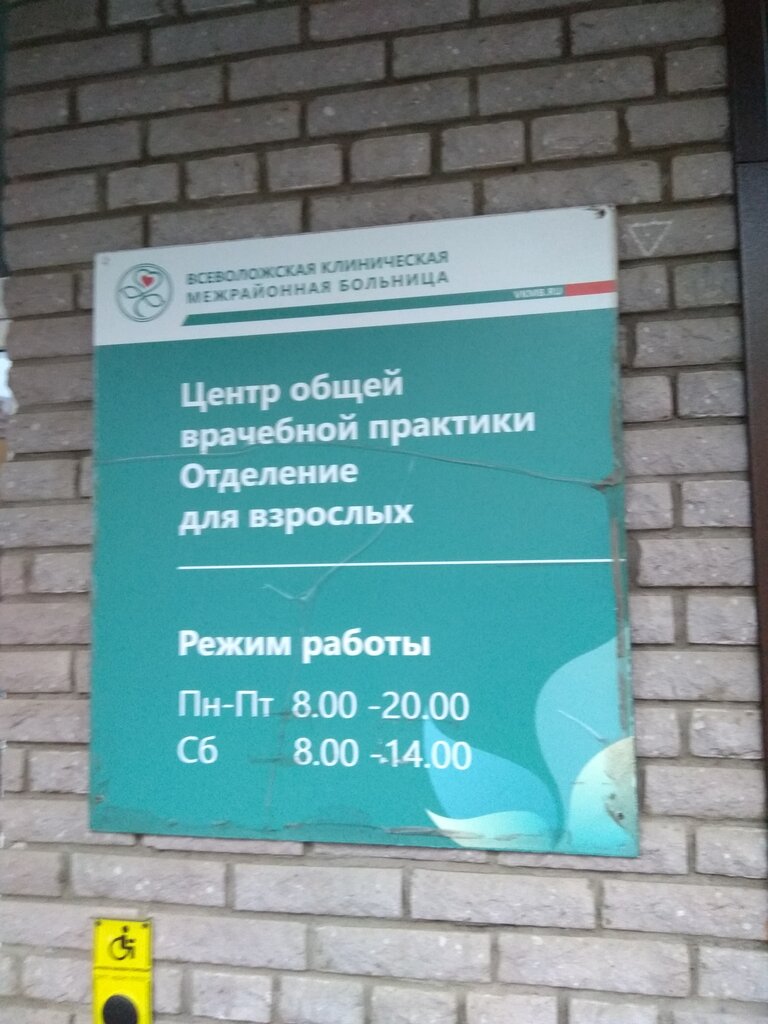 ВСЕВОЛОЖСКАЯ КЛИНИЧЕСКАЯ
МЕЖРАЙОННАЯ БОЛЬНИЦА
VKMB.RU
Центр общей
врачебной практики
Отделение
для взрослых
Режим работы
Пн-Пт 8.00 -20.00
Сб 8.00 -14.00